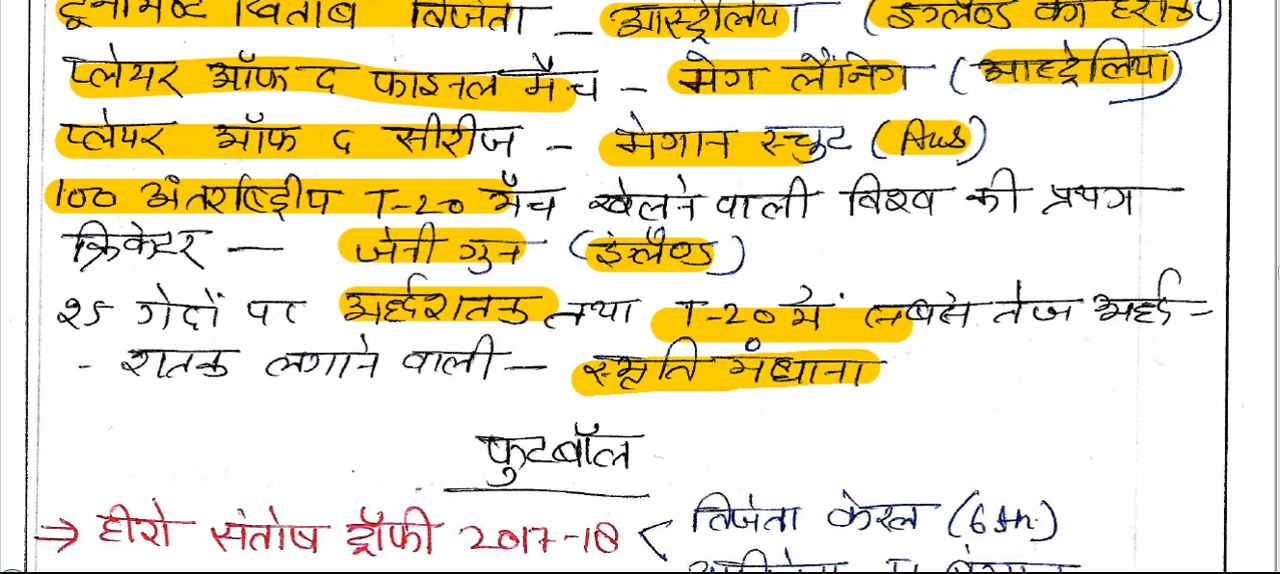 टूर्नामेण्ट खिताब विजेता – आस्ट्रेलिया (इंग्लैण्ड को हराकर)
प्लेयर ऑफ द फाइनल मैच – मेग लैनिंग (आस्ट्रेलिया)
प्लेयर ऑफ द सीरीज – मेगान स्चुट (Aus)
100 अंतर्राष्ट्रीय T-20 मैच खेलने वाली विश्व की प्रथम
क्रिकेटर — जेनी गुन (इंग्लैण्ड)
25 गेदों पर अर्द्धशतक तथा T-20 में सबसे तेज अर्द्ध –
- शतक लगाने वाली – स्मृति मंधाना
फुटबॉल
→ हीरो संतोष ट्रॉफी 2017-18 < विजेता केरल (6th.)